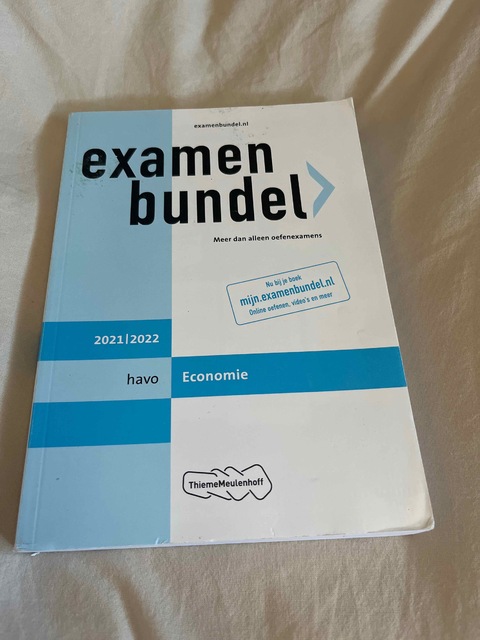 examenbundel.nl
examen
bundel
Meer dan alleen oefenexamens
Nu bij je boek
mijn.examenbundel.nl
Online oefenen, video's en meer
2021|2022
havo
Economie
ThiemeMeulenhoff